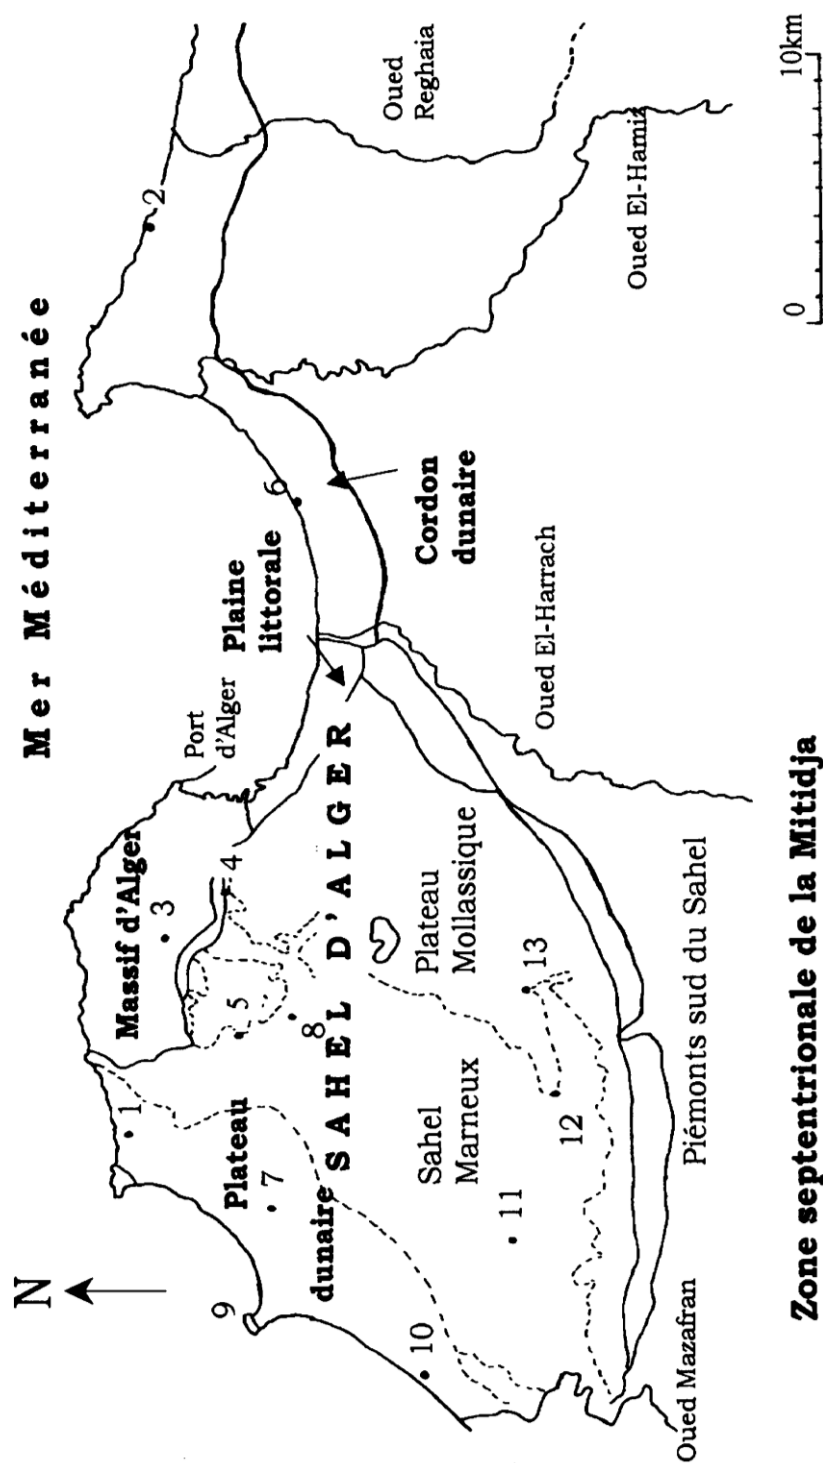 N
Mer Méditerranée
Massif d'Alger
Port
d'Alger
Plaine
littorale
Plateau
dunaire
SAHEL D'ALGER
Cordon
dunaire
Oued
Reghaia
Oued El-Hamiz
Oued El-Harrach
Plateau
Mollassique
Sahel
Marneux
Oued Mazafran
Piémonts sud du Sahel
Zone septentrionale de la Mitidja
1
2
3
4
5
6
7
8
9
10
11
12
13
0
10km